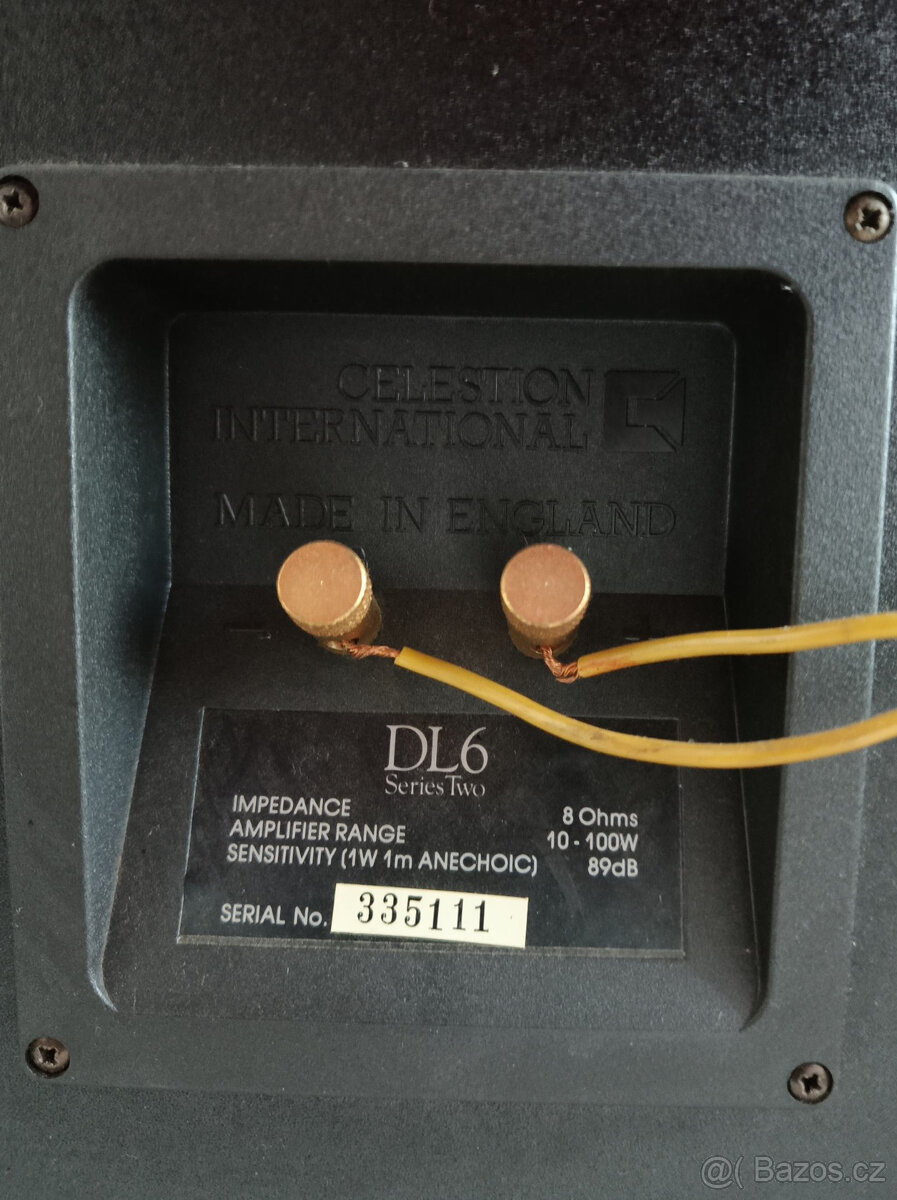 CELESTION
INTERNATIONAL
MADE IN ENGLAND
- +
DL6
Series Two
IMPEDANCE 8 Ohms
AMPLIFIER RANGE 10 - 100W
SENSITIVITY (1W 1m ANECHOIC) 89dB
SERIAL No. 335111
@( Bazos.cz